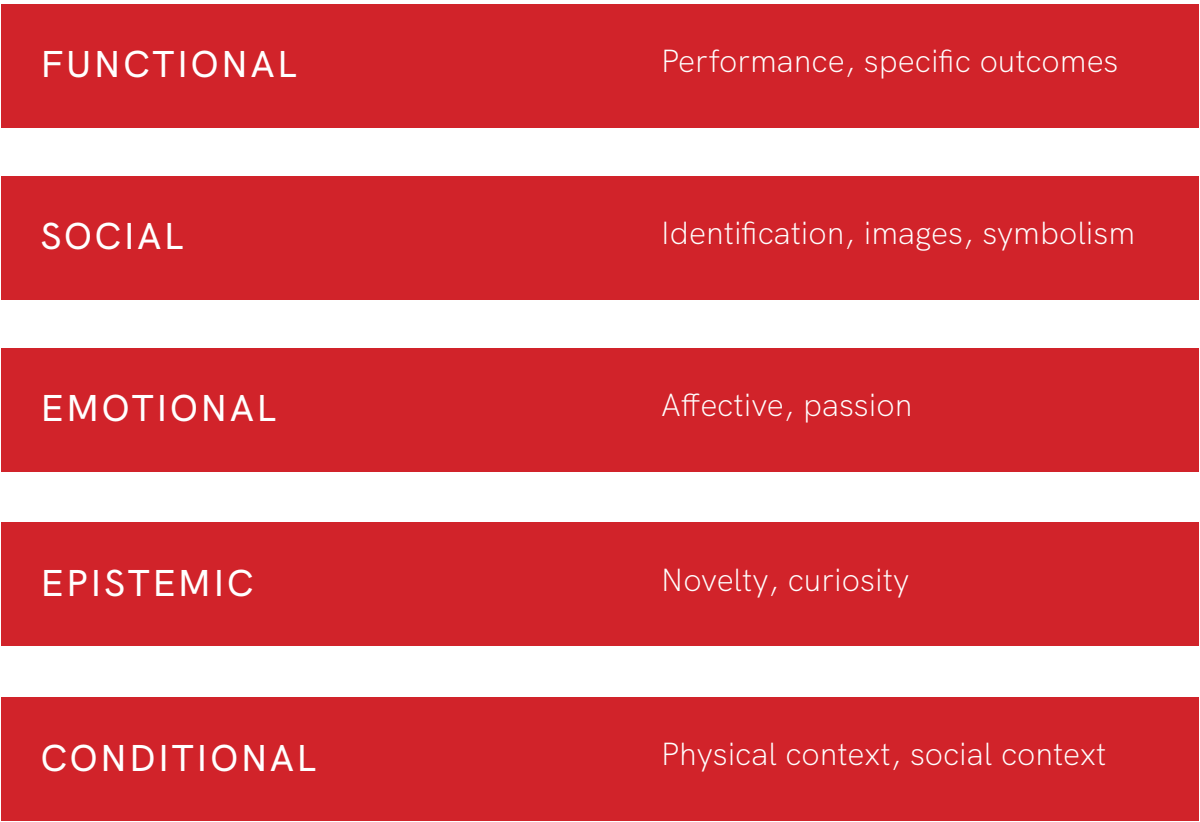 FUNCTIONAL Performance, specific outcomes
SOCIAL Identification, images, symbolism
EMOTIONAL Affective, passion
EPISTEMIC Novelty, curiosity
CONDITIONAL Physical context, social context